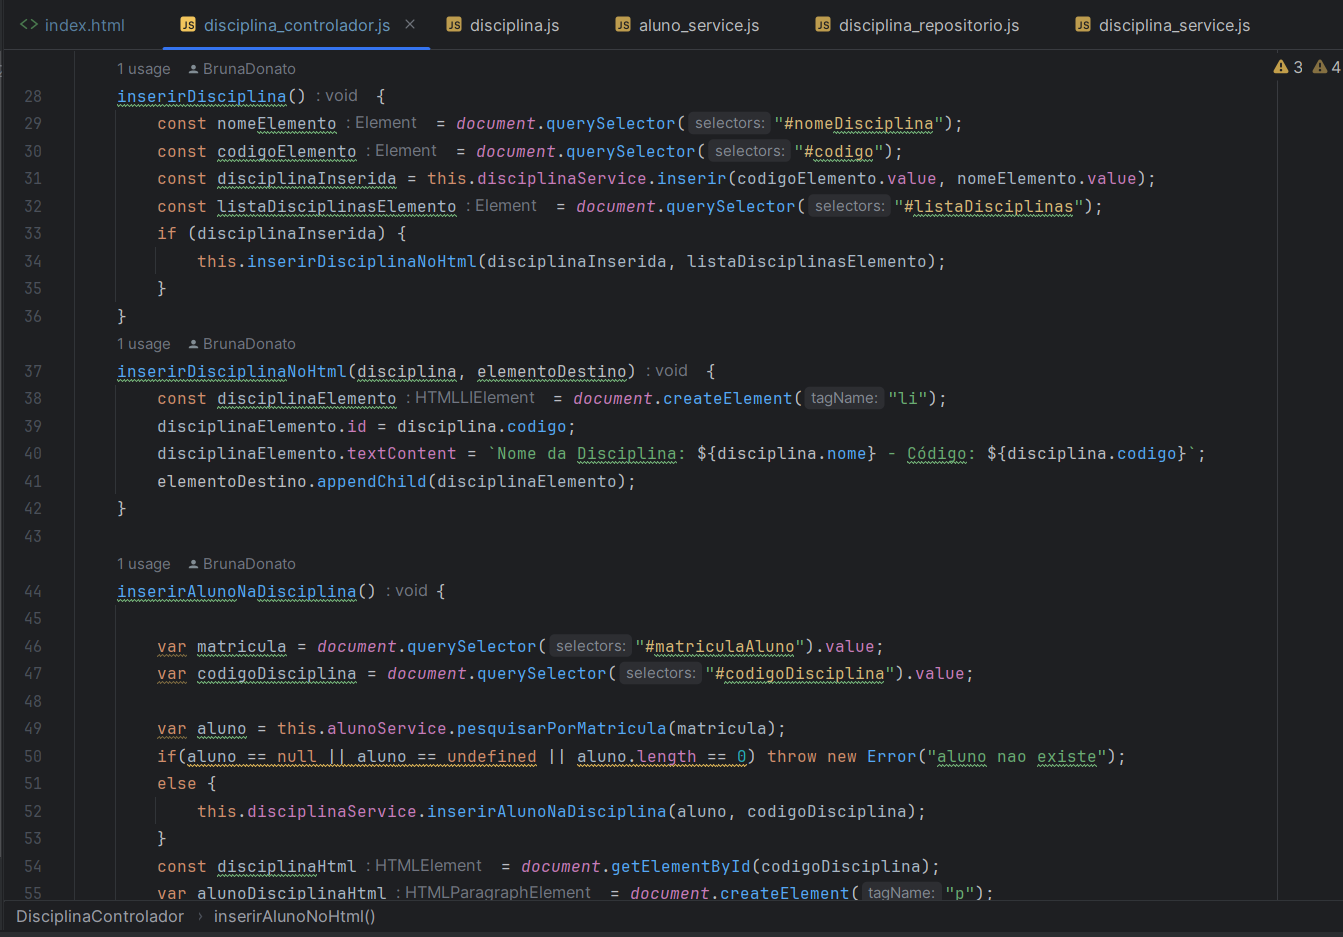 <> index.html JS disciplina_controlador.js × JS disciplina.js JS aluno_service.js JS disciplina_repositorio.js JS disciplina_service.js
1 usage BrunaDonato 3 4
28 inserirDisciplina() : void {
29 const nomeElemento : Element = document.querySelector( selectors: "#nomeDisciplina");
30 const codigoElemento : Element = document.querySelector( selectors: "#codigo");
31 const disciplinaInserida = this.disciplinaService.inserir(codigoElemento.value, nomeElemento.value);
32 const listaDisciplinasElemento : Element = document.querySelector( selectors: "#listaDisciplinas");
33 if (disciplinaInserida) {
34 this.inserirDisciplinaNoHtml(disciplinaInserida, listaDisciplinasElemento);
35 }
36 }
1 usage BrunaDonato
37 inserirDisciplinaNoHtml(disciplina, elementoDestino) : void {
38 const disciplinaElemento : HTMLLIElement = document.createElement( tagName: "li");
39 disciplinaElemento.id = disciplina.codigo;
40 disciplinaElemento.textContent = `Nome da Disciplina: ${disciplina.nome} - Código: ${disciplina.codigo}`;
41 elementoDestino.appendChild(disciplinaElemento);
42 }
43
1 usage BrunaDonato
44 inserirAlunoNaDisciplina() : void {
45
46 var matricula = document.querySelector( selectors: "#matriculaAluno").value;
47 var codigoDisciplina = document.querySelector( selectors: "#codigoDisciplina").value;
48
49 var aluno = this.alunoService.pesquisarPorMatricula(matricula);
50 if(aluno == null || aluno == undefined || aluno.length == 0) throw new Error("aluno nao existe");
51 else {
52 this.disciplinaService.inserirAlunoNaDisciplina(aluno, codigoDisciplina);
53 }
54 const disciplinaHtml : HTMLElement = document.getElementById(codigoDisciplina);
55 var alunoDisciplinaHtml : HTMLParagraphElement = document.createElement( tagName: "p");
DisciplinaControlador › inserirAlunoNoHtml()